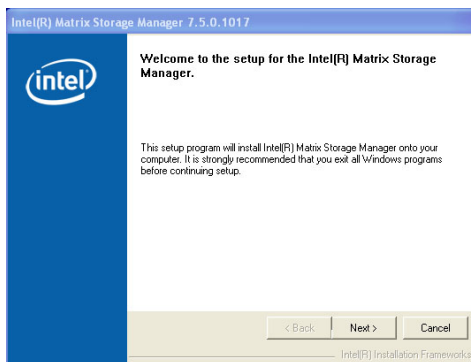 Intel(R) Matrix Storage Manager 7.5.0.1017
intel
Welcome to the setup for the Intel(R) Matrix Storage
Manager.
This setup program will install Intel(R) Matrix Storage Manager onto your
computer. It is strongly recommended that you exit all Windows programs
before continuing setup.
< Back
Next >
Cancel
Intel(R) Installation Frameworks